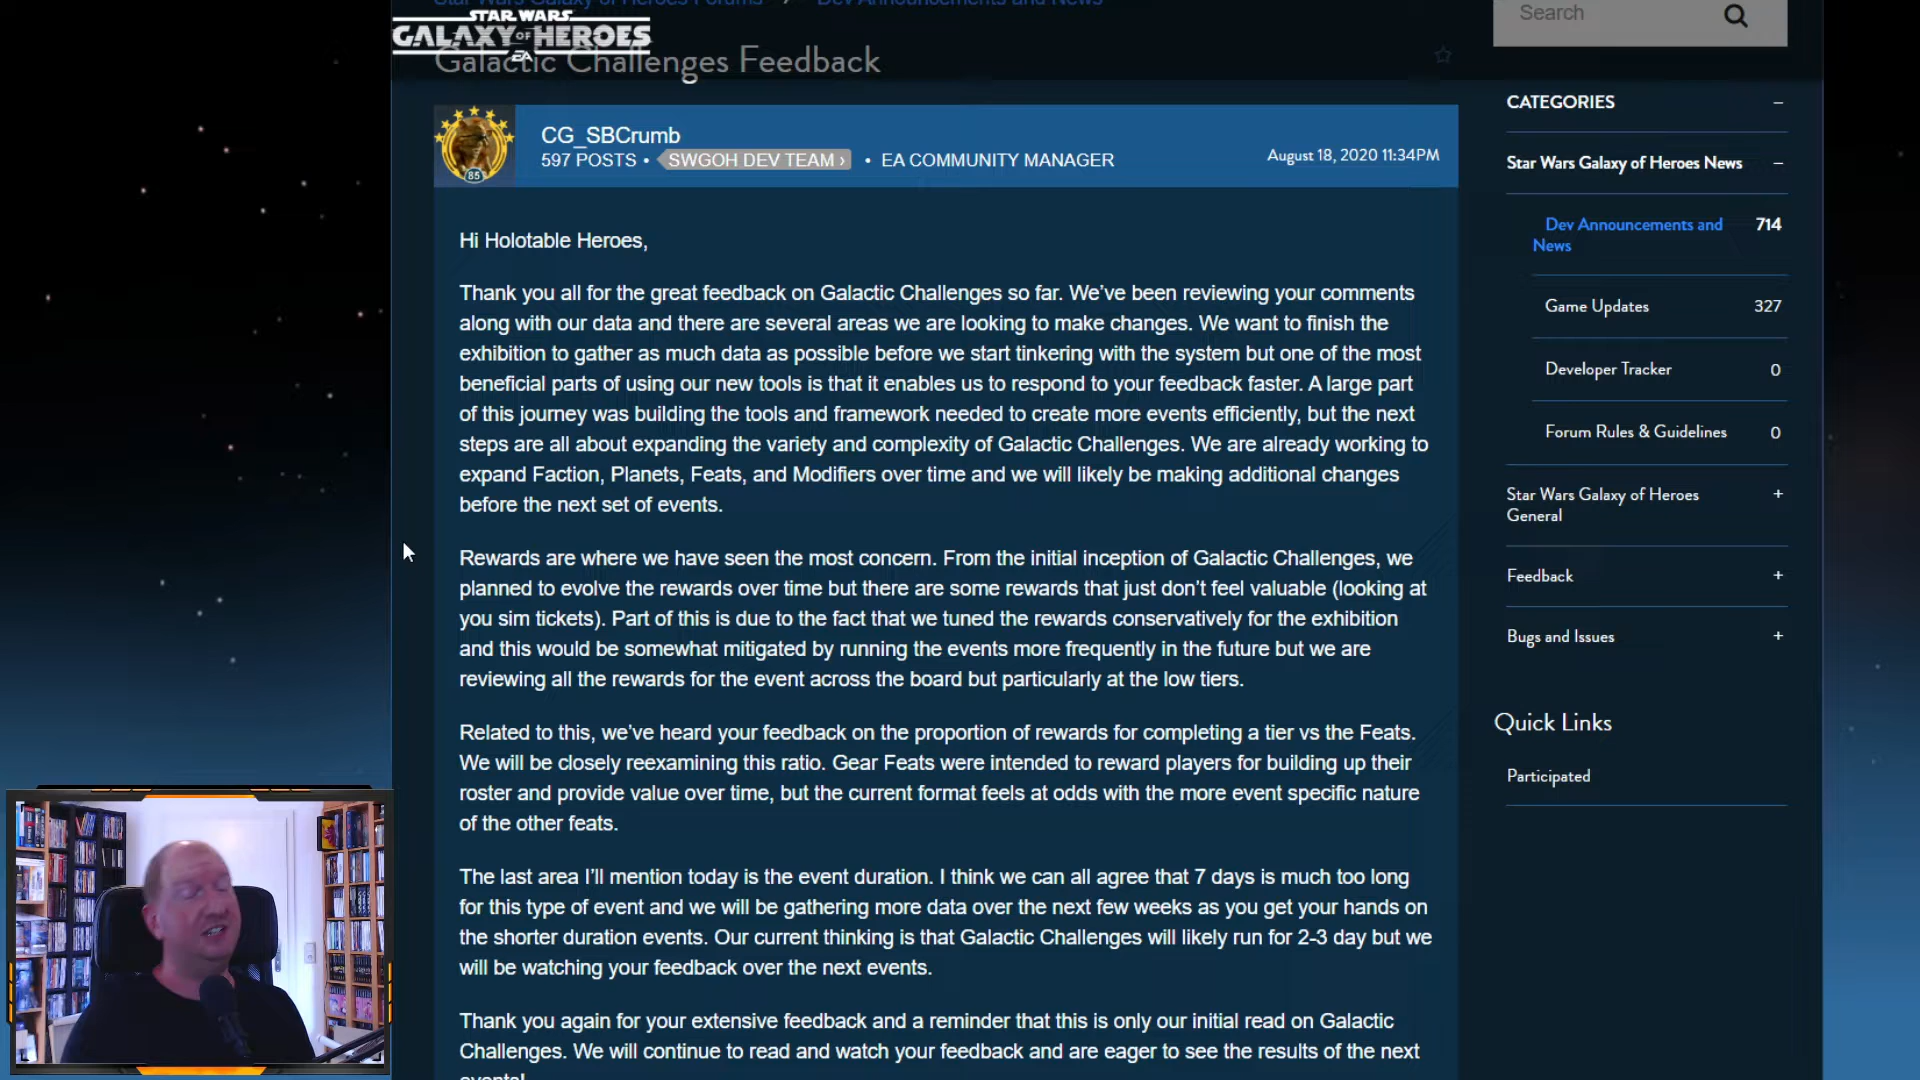 Star Wars Galaxy of Heroes Forums › Dev Announcements and News
STAR WARS
GALAXY OF HEROES
EA
Galactic Challenges Feedback
Search
CG_SBCrumb
597 POSTS • SWGOH DEV TEAM › • EA COMMUNITY MANAGER
August 18, 2020 11:34PM
85
Hi Holotable Heroes,
Thank you all for the great feedback on Galactic Challenges so far. We’ve been reviewing your comments
along with our data and there are several areas we are looking to make changes. We want to finish the
exhibition to gather as much data as possible before we start tinkering with the system but one of the most
beneficial parts of using our new tools is that it enables us to respond to your feedback faster. A large part
of this journey was building the tools and framework needed to create more events efficiently, but the next
steps are all about expanding the variety and complexity of Galactic Challenges. We are already working to
expand Faction, Planets, Feats, and Modifiers over time and we will likely be making additional changes
before the next set of events.
Rewards are where we have seen the most concern. From the initial inception of Galactic Challenges, we
planned to evolve the rewards over time but there are some rewards that just don’t feel valuable (looking at
you sim tickets). Part of this is due to the fact that we tuned the rewards conservatively for the exhibition
and this would be somewhat mitigated by running the events more frequently in the future but we are
reviewing all the rewards for the event across the board but particularly at the low tiers.
Related to this, we’ve heard your feedback on the proportion of rewards for completing a tier vs the Feats.
We will be closely reexamining this ratio. Gear Feats were intended to reward players for building up their
roster and provide value over time, but the current format feels at odds with the more event specific nature
of the other feats.
The last area I’ll mention today is the event duration. I think we can all agree that 7 days is much too long
for this type of event and we will be gathering more data over the next few weeks as you get your hands on
the shorter duration events. Our current thinking is that Galactic Challenges will likely run for 2-3 day but we
will be watching your feedback over the next events.
Thank you again for your extensive feedback and a reminder that this is only our initial read on Galactic
Challenges. We will continue to read and watch your feedback and are eager to see the results of the next
events!
CATEGORIES –
Star Wars Galaxy of Heroes News –
Dev Announcements and 714
News
Game Updates 327
Developer Tracker 0
Forum Rules & Guidelines 0
Star Wars Galaxy of Heroes +
General
Feedback +
Bugs and Issues +
Quick Links
Participated